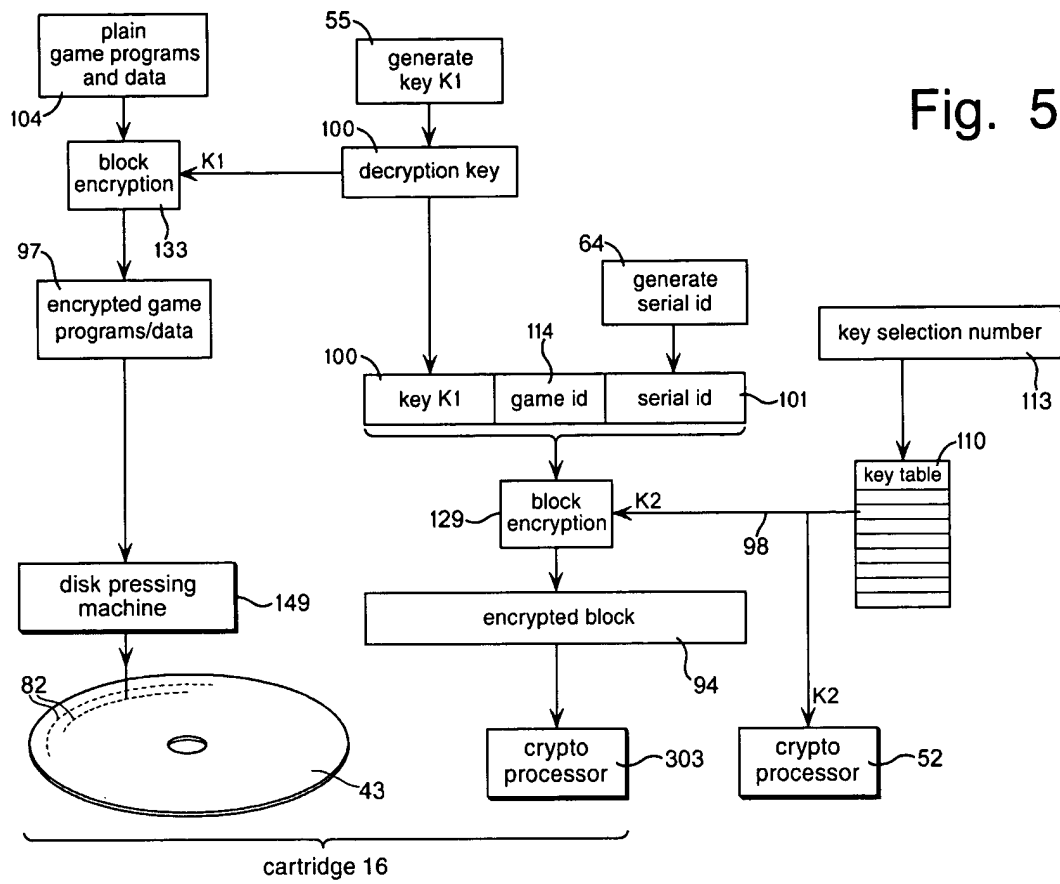 plain
game programs
and data
104
55
generate
key K1
Fig. 5
100
decryption key
K1
block
encryption
133
97
encrypted game
programs/data
64
generate
serial id
key selection number
113
114
100
key K1
game id
serial id
101
110
key table
129
block
encryption
K2
98
disk pressing
machine
149
encrypted block
94
82
K2
43
crypto
processor
303
crypto
processor
52
cartridge 16